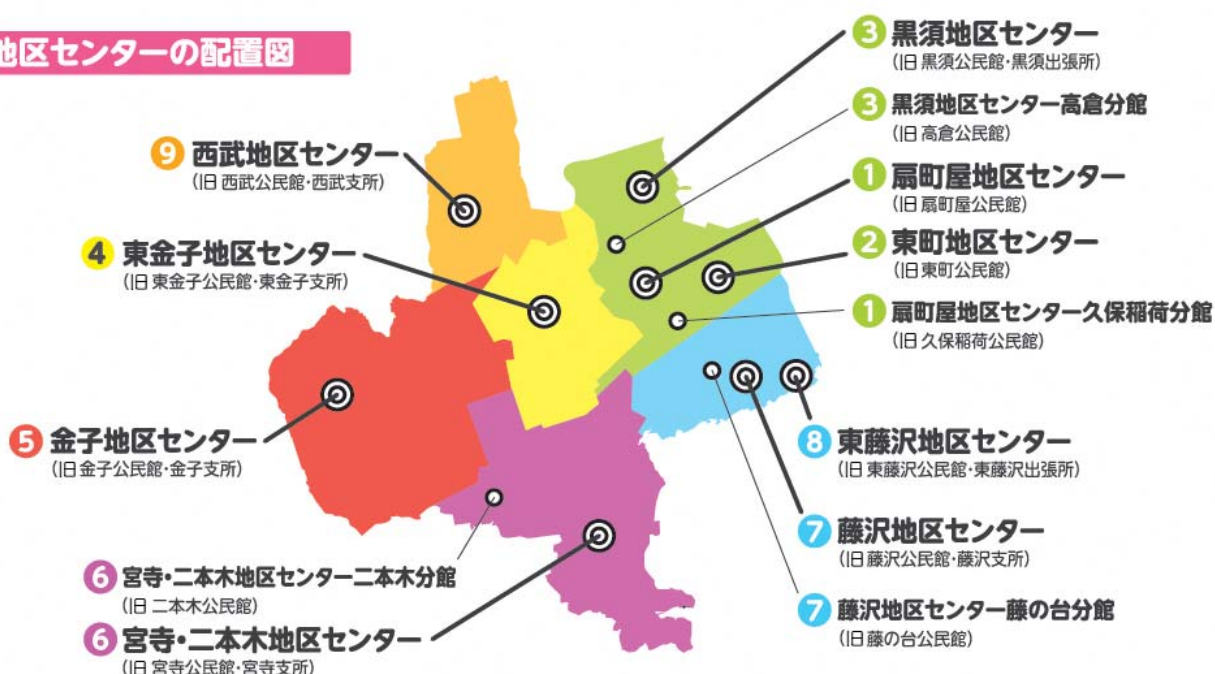 地区センターの配置図
3 黒須地区センター
(旧 黒須公民館・黒須出張所)
3 黒須地区センター高倉分館
(旧 高倉公民館)
1 扇町屋地区センター
(旧 扇町屋公民館)
2 東町地区センター
(旧 東町公民館)
1 扇町屋地区センター久保稲荷分館
(旧 久保稲荷公民館)
9 西武地区センター
(旧 西武公民館・西武支所)
4 東金子地区センター
(旧 東金子公民館・東金子支所)
5 金子地区センター
(旧 金子公民館・金子支所)
8 東藤沢地区センター
(旧 東藤沢公民館・東藤沢出張所)
7 藤沢地区センター
(旧 藤沢公民館・藤沢支所)
7 藤沢地区センター藤の台分館
(旧 藤の台公民館)
6 宮寺・二本木地区センター二本木分館
(旧 二本木公民館)
6 宮寺・二本木地区センター
(旧 宮寺公民館・宮寺支所)